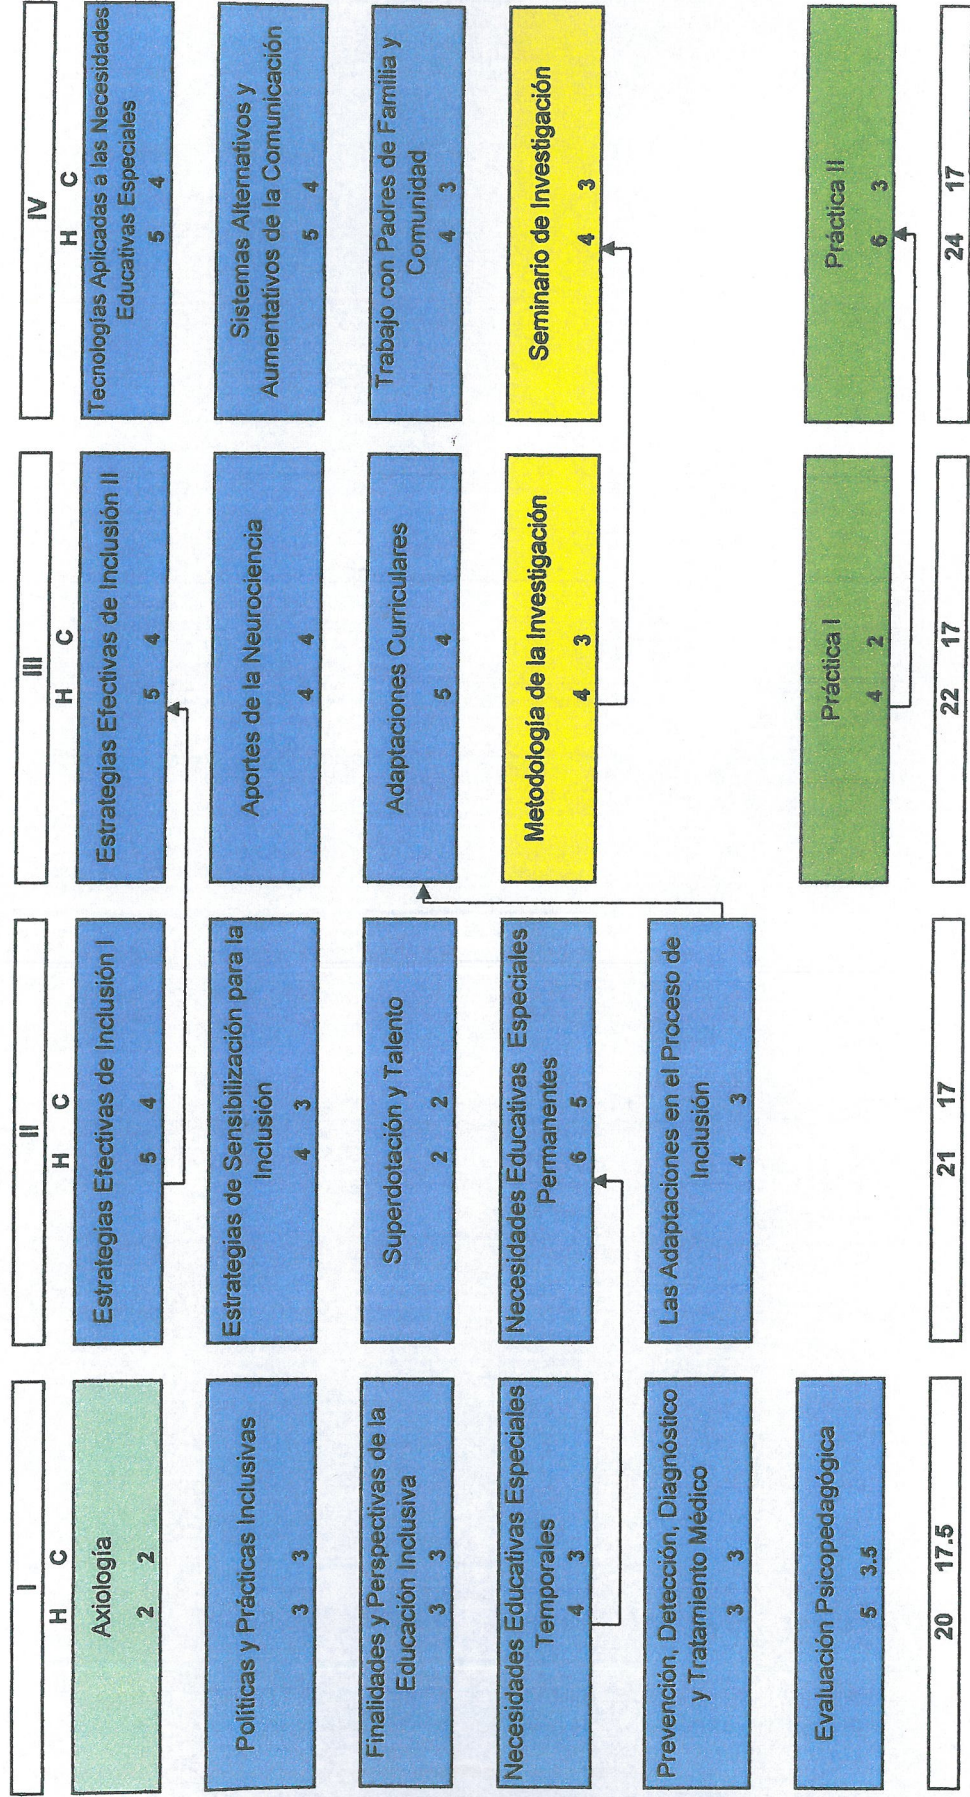 I
H C
Axiología
2 2
Políticas y Prácticas Inclusivas
3 3
Finalidades y Perspectivas de la
Educación Inclusiva
3 3
Necesidades Educativas Especiales
Temporales
4 3
Prevención, Detección, Diagnóstico
y Tratamiento Médico
3 3
Evaluación Psicopedagógica
5 3.5
20 17.5
II
H C
Estrategias Efectivas de Inclusión I
5 4
Estrategias de Sensibilización para la
Inclusión
4 3
Superdotación y Talento
2 2
Necesidades Educativas Especiales
Permanentes
6 5
Las Adaptaciones en el Proceso de
Inclusión
4 3
21 17
III
H C
Estrategias Efectivas de Inclusión II
5 4
Aportes de la Neurociencia
4 4
Adaptaciones Curriculares
5 4
Metodología de la Investigación
4 3
Práctica I
4 2
22 17
IV
H C
Tecnologías Aplicadas a las Necesidades
Educativas Especiales
5 4
Sistemas Alternativos y
Aumentativos de la Comunicación
5 4
Trabajo con Padres de Familia y
Comunidad
4 3
Seminario de Investigación
4 3
Práctica II
6 3
24 17